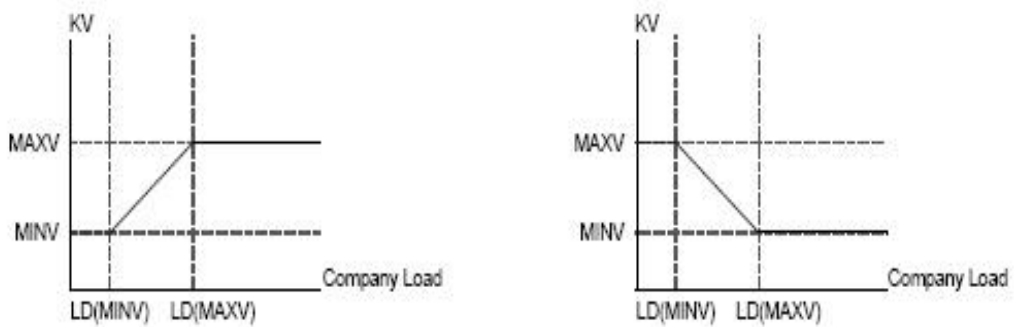 KV
MAXV
MINV
Company Load
LD(MINV) LD(MAXV)
KV
MAXV
MINV
Company Load
LD(MINV) LD(MAXV)